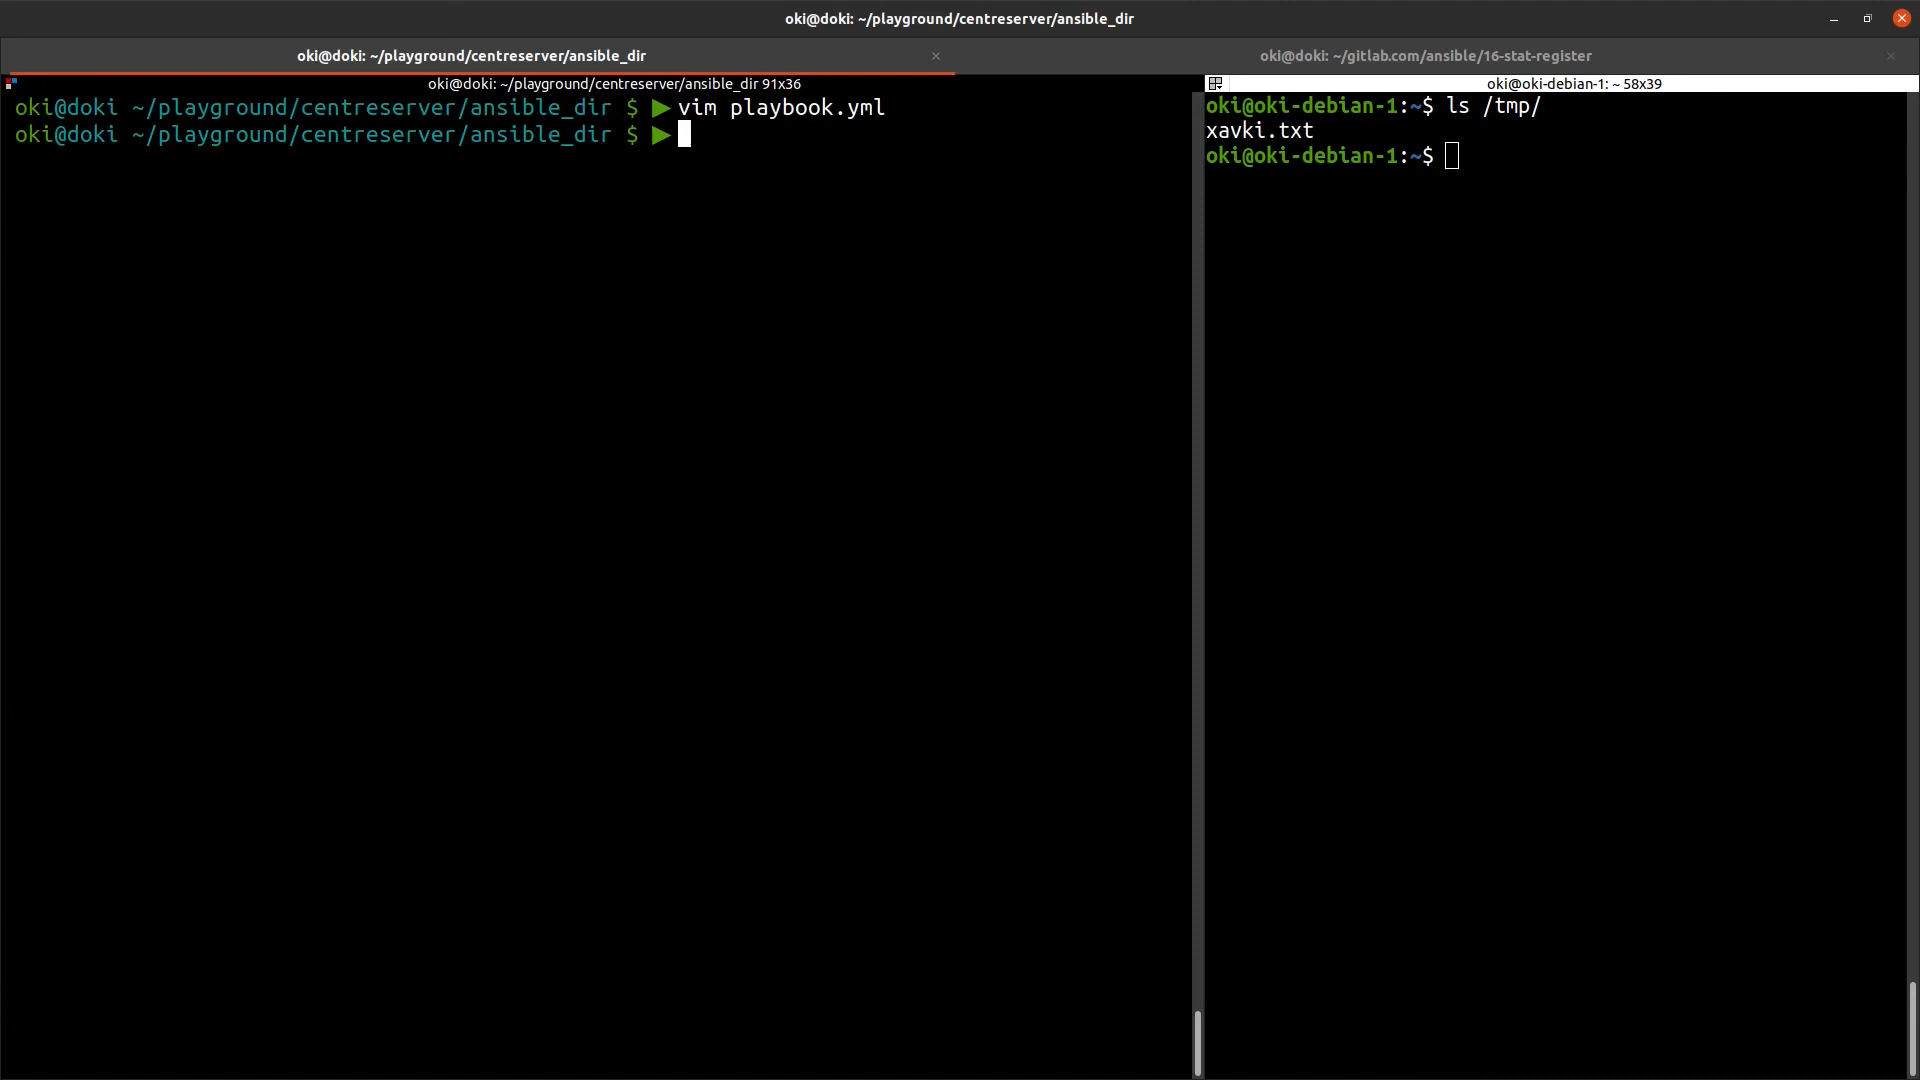 oki@doki: ~/playground/centreserver/ansible_dir
oki@doki: ~/playground/centreserver/ansible_dir
oki@doki: ~/gitlab.com/ansible/16-stat-register
oki@doki: ~/playground/centreserver/ansible_dir 91x36
oki@doki ~/playground/centreserver/ansible_dir $ ▶ vim playbook.yml
oki@doki ~/playground/centreserver/ansible_dir $ ▶
oki@oki-debian-1: ~ 58x39
oki@oki-debian-1:~$ ls /tmp/
xavki.txt
oki@oki-debian-1:~$